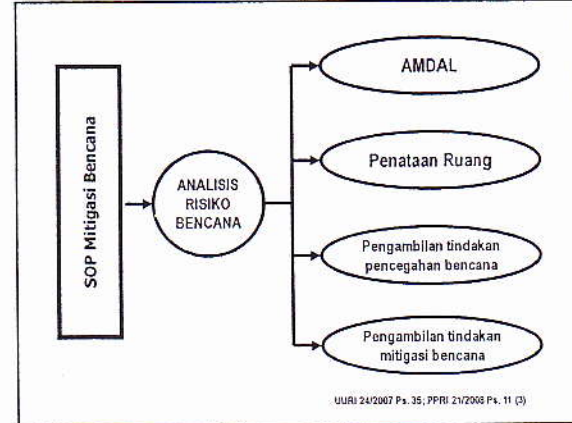 SOP Mitigasi Bencana
ANALISIS
RISIKO
BENCANA
AMDAL
Penataan Ruang
Pengambilan tindakan
pencegahan bencana
Pengambilan tindakan
mitigasi bencana
UURI 24/2007 Ps. 35; PPRI 21/2008 Ps. 11 (3)